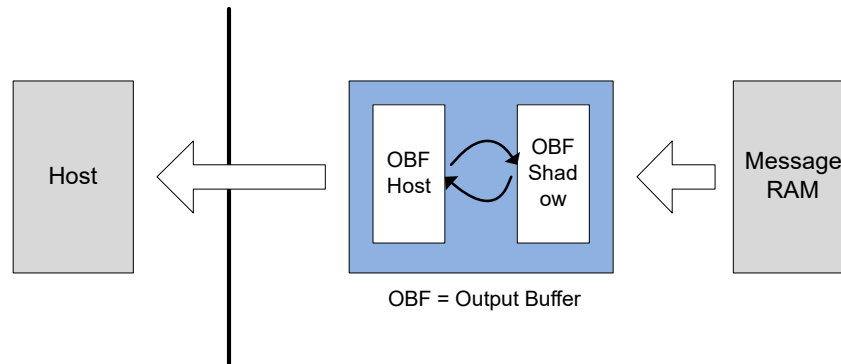 Host
OBF
Host
OBF
Shad
ow
Message
RAM
OBF = Output Buffer